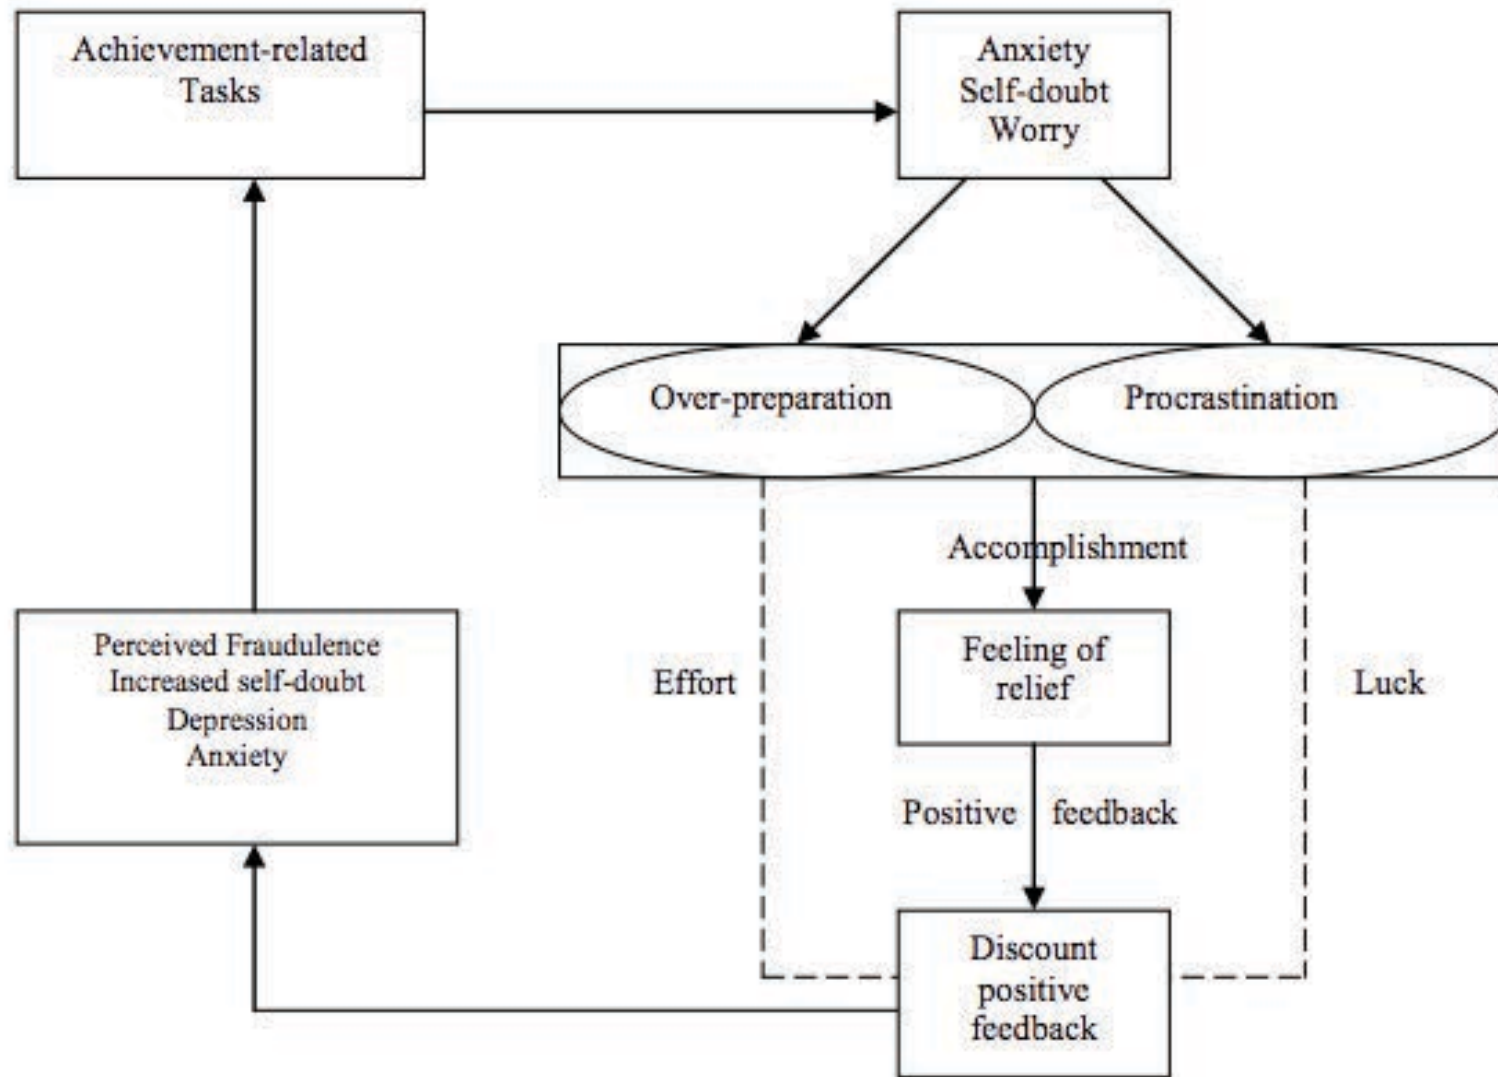 Achievement-related
Tasks
Anxiety
Self-doubt
Worry
Over-preparation
Procrastination
Accomplishment
Perceived Fraudulence
Increased self-doubt
Depression
Anxiety
Effort
Feeling of
relief
Luck
Positive feedback
Discount
positive
feedback